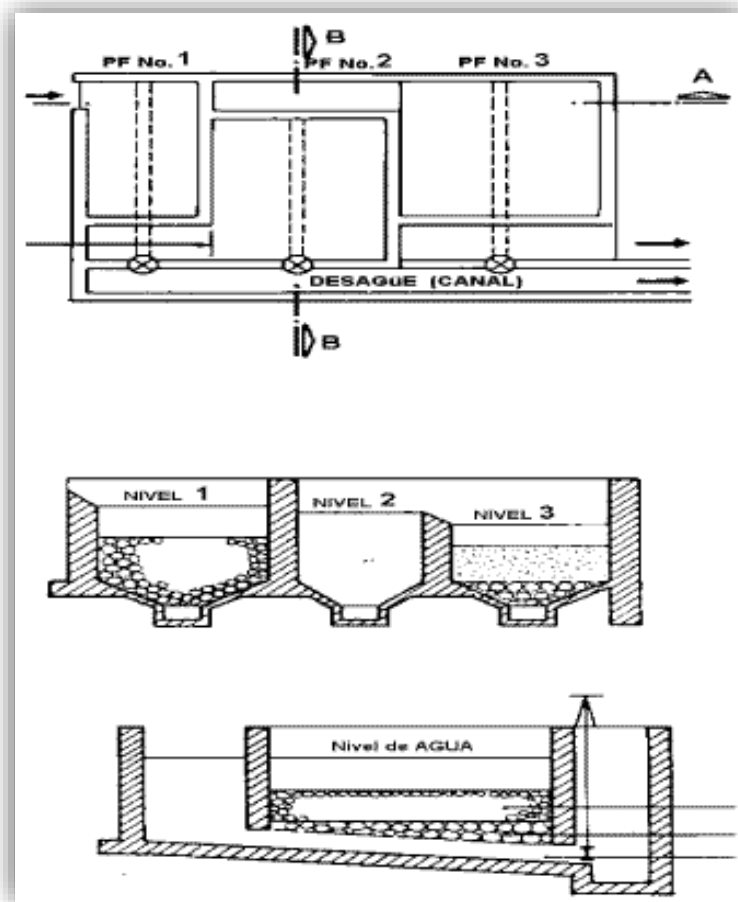 B
PF No. 1
PF No. 2
PF No. 3
A
DESAGüE (CANAL)
B
NIVEL 1
NIVEL 2
NIVEL 3
Nivel de AGUA